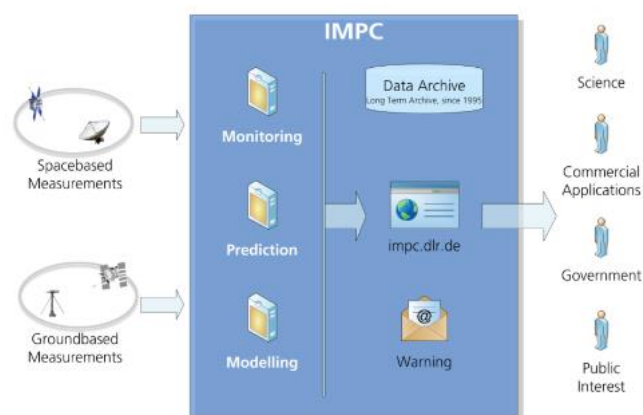 IMPC
Spacebased
Measurements
Groundbased
Measurements
Monitoring
Prediction
Modelling
Data Archive
Long Term Archive, since 1995
impc.dlr.de
@
Warning
Science
Commercial
Applications
Government
Public
Interest